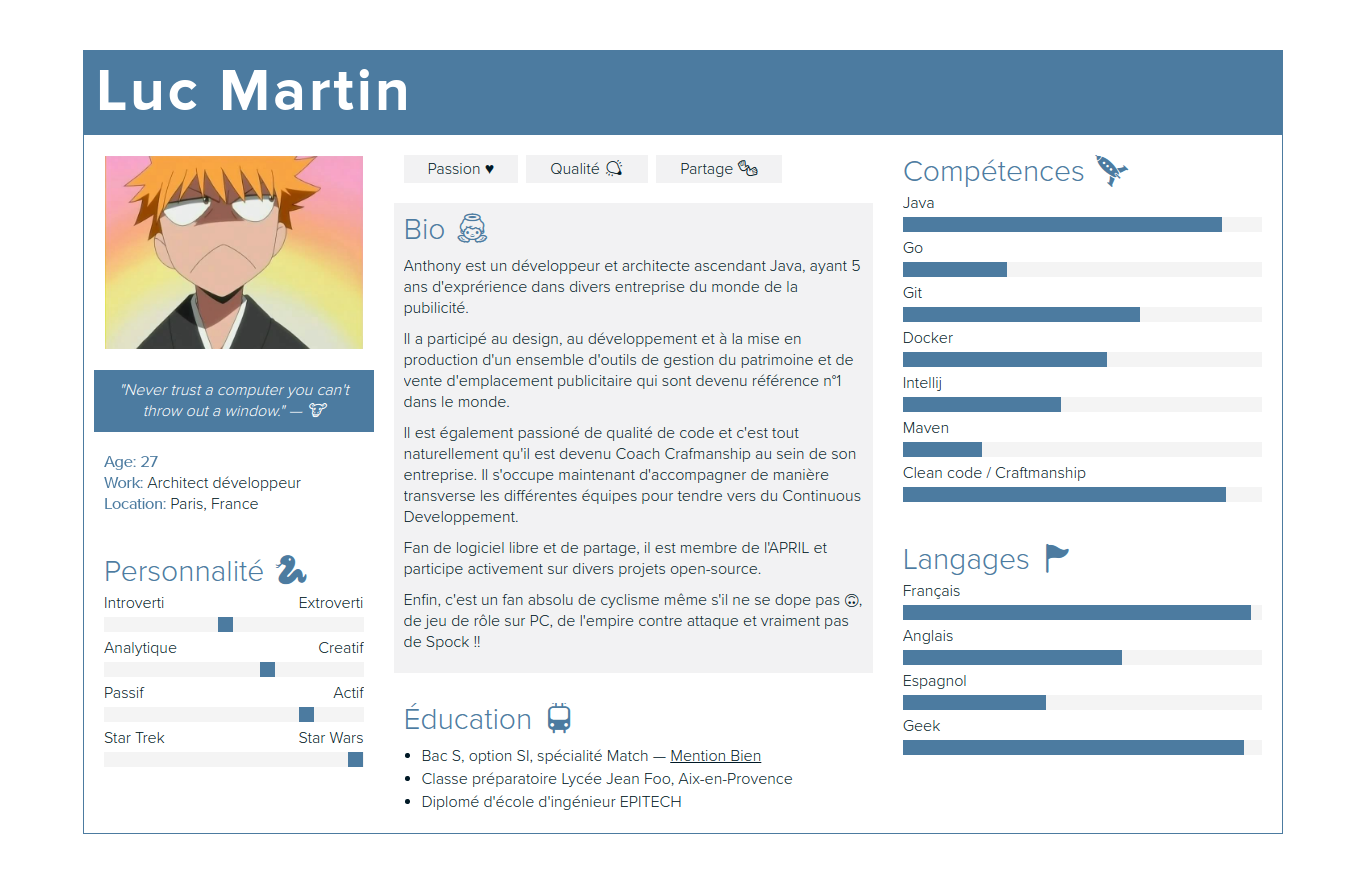 Luc Martin
"Never trust a computer you can't
throw out a window." —
Age: 27
Work: Architect développeur
Location: Paris, France
Personnalité
Introverti Extroverti
Analytique Creatif
Passif Actif
Star Trek Star Wars
Passion ♥
Qualité
Partage
Bio
Anthony est un développeur et architecte ascendant Java, ayant 5
ans d'exprérience dans divers entreprise du monde de la
pubilicité.
Il a participé au design, au développement et à la mise en
production d'un ensemble d'outils de gestion du patrimoine et de
vente d'emplacement publicitaire qui sont devenu référence n°1
dans le monde.
Il est également passioné de qualité de code et c'est tout
naturellement qu'il est devenu Coach Crafmanship au sein de son
entreprise. Il s'occupe maintenant d'accompagner de manière
transverse les différentes équipes pour tendre vers du Continuous
Developpement.
Fan de logiciel libre et de partage, il est membre de l'APRIL et
participe activement sur divers projets open-source.
Enfin, c'est un fan absolu de cyclisme même s'il ne se dope pas 🙃,
de jeu de rôle sur PC, de l'empire contre attaque et vraiment pas
de Spock !!
Éducation
• Bac S, option SI, spécialité Match — Mention Bien
• Classe préparatoire Lycée Jean Foo, Aix-en-Provence
• Diplomé d'école d'ingénieur EPITECH
Compétences
Java
Go
Git
Docker
Intellij
Maven
Clean code / Craftmanship
Langages
Français
Anglais
Espagnol
Geek